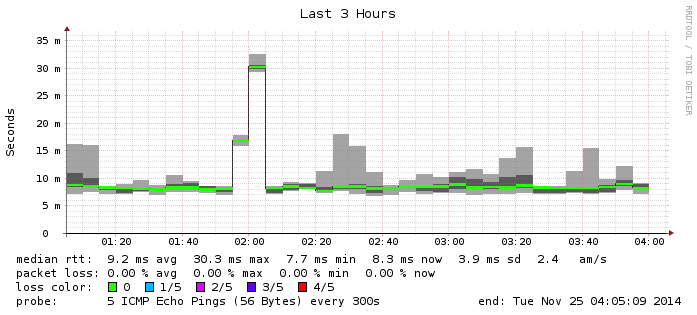 Last 3 Hours
RRDTOOL / TOBI OETIKER
Seconds
35 m
30 m
25 m
20 m
15 m
10 m
5 m
0
01:20 01:40 02:00 02:20 02:40 03:00 03:20 03:40 04:00
median rtt: 9.2 ms avg 30.3 ms max 7.7 ms min 8.3 ms now 3.9 ms sd 2.4 am/s
packet loss: 0.00 % avg 0.00 % max 0.00 % min 0.00 % now
loss color: 0 1/5 2/5 3/5 4/5
probe: 5 ICMP Echo Pings (56 Bytes) every 300s end: Tue Nov 25 04:05:09 2014